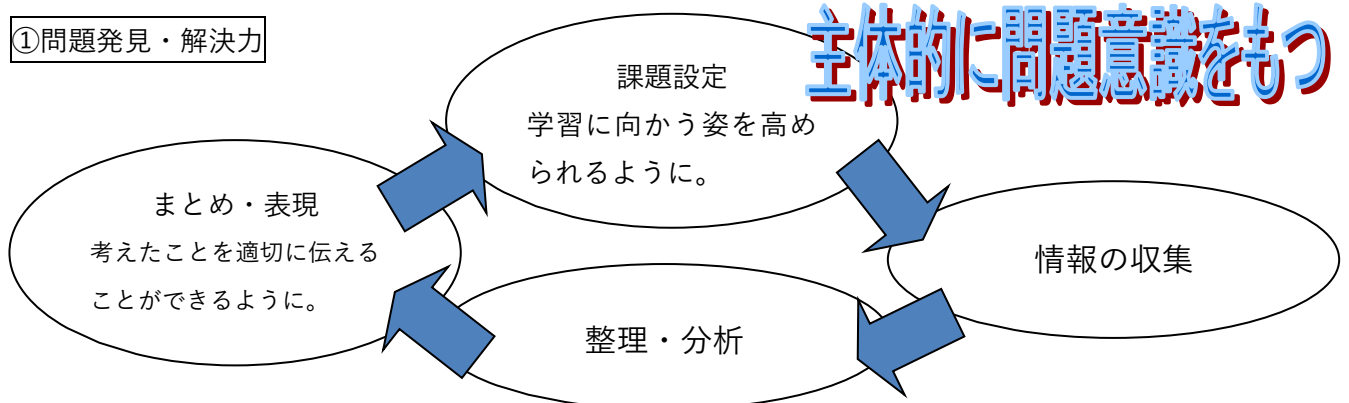 ①問題発見・解決力
主体的に問題意識をもつ
課題設定
学習に向かう姿を高め
られるように。
まとめ・表現
考えたことを適切に伝える
ことができるように。
情報の収集
整理・分析